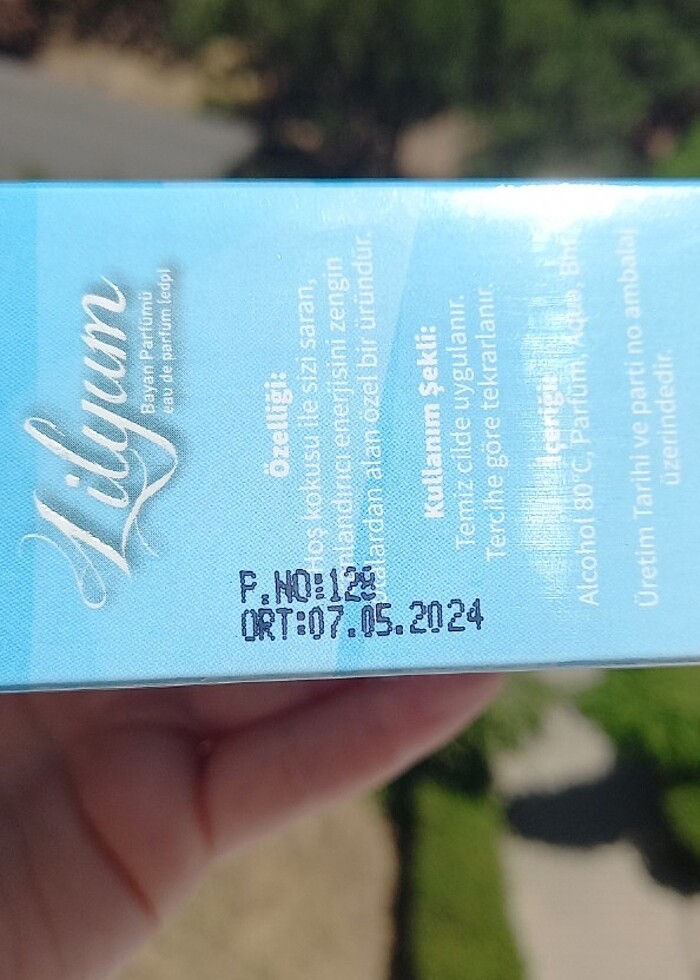 Lilyum
Bayan Parfümü
eau de parfum (edp)
Özelliği:
Hoş kokusu ile sizi saran,
enerjisini zengin
alan özel bir üründür.
Kullanım Şekli:
Temiz cilde uygulanır.
Tercihe göre tekrarlanır.
İçeriği
Alcohol 80°C, Parfüm, Aqua,
Üretim Tarihi ve parti no ambalaj
üzerindedir.
P.NO:128
ÜRT:07.05.2024